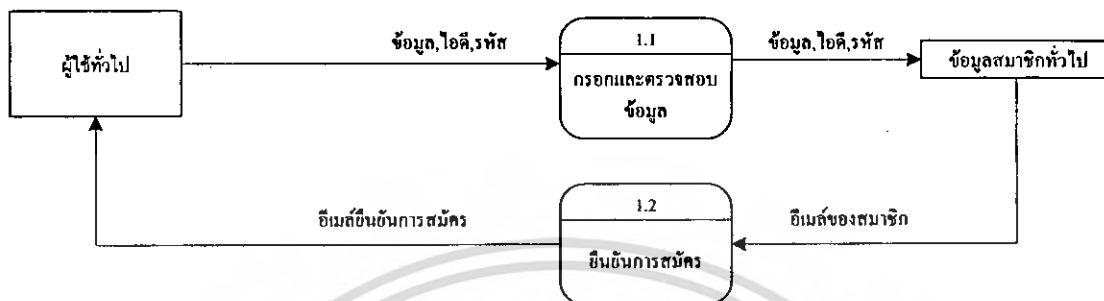 ผู้ใช้ทั่วไป
ข้อมูล,ไอดี,รหัส
1.1
กรอกและตรวจสอบ
ข้อมูล
ข้อมูล,ไอดี,รหัส
ข้อมูลสมาชิกทั่วไป
อีเมล์ยืนยันการสมัคร
1.2
ยืนยันการสมัคร
อีเมล์ของสมาชิก